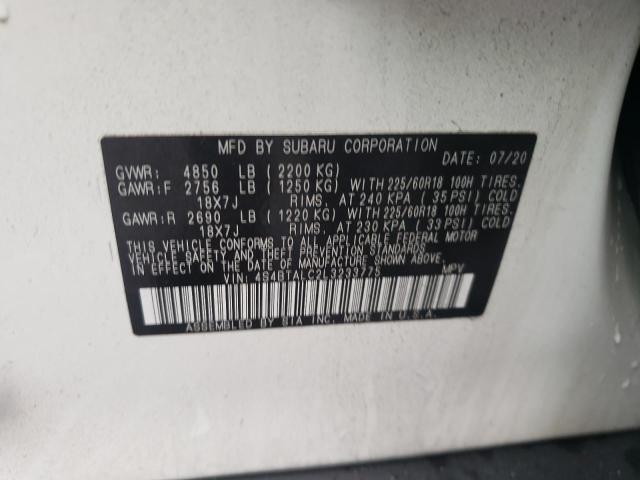 MFD BY SUBARU CORPORATION
DATE: 07/20
GVWR: 4850 LB (2200 KG)
GAWR:F 2756 LB (1250 KG) WITH 225/60R18 100H TIRES.
18X7J RIMS, AT 240 KPA (35 PSI) COLD
GAWR:R 2690 LB (1220 KG) WITH 225/60R18 100H TIRES.
18X7J RIMS, AT 230 KPA (33 PSI) COLD
THIS VEHICLE CONFORMS TO ALL APPLICABLE FEDERAL MOTOR
VEHICLE SAFETY, BUMPER, AND THEFT PREVENTION STANDARDS
IN EFFECT ON THE DATE OF MANUFACTURE SHOWN ABOVE.
VIN: 4S4BTALC2L3233775 MPV
ASSEMBLED BY SIA INC. MADE IN U.S.A.